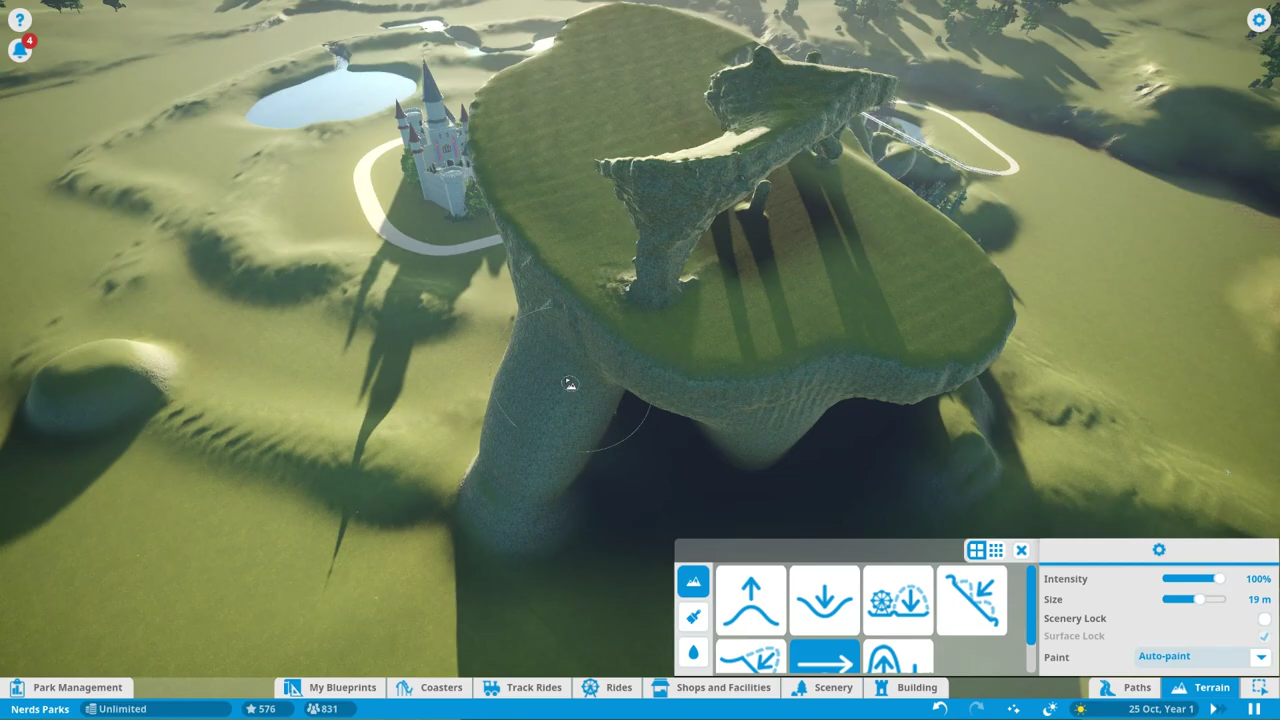 ?
4
Intensity 100%
Size 19 m
Scenery Lock
Surface Lock
Paint Auto-paint
Park Management My Blueprints Coasters Track Rides Rides Shops and Facilities Scenery Building Paths Terrain
Nerds Parks Unlimited 576 831 25 Oct, Year 1